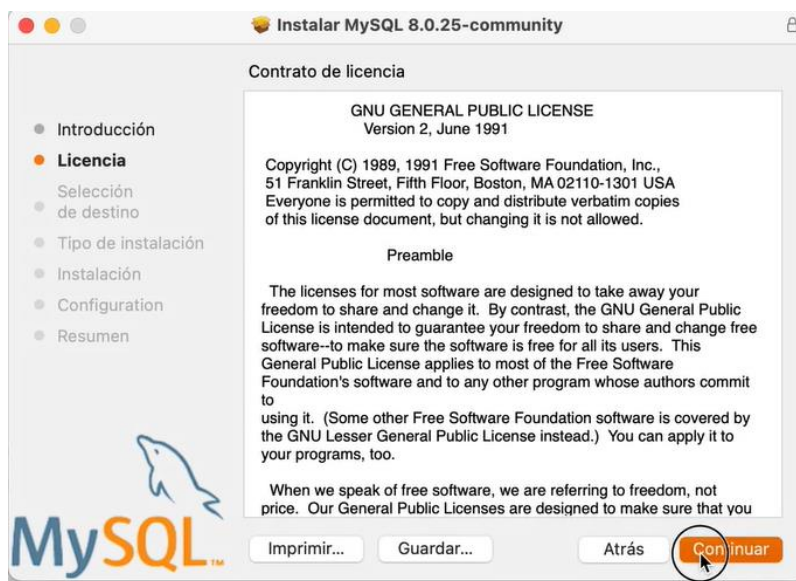 Instalar MySQL 8.0.25-community
Contrato de licencia
Introducción
Licencia
Selección
de destino
Tipo de instalación
Instalación
Configuration
Resumen
GNU GENERAL PUBLIC LICENSE
Version 2, June 1991
Copyright (C) 1989, 1991 Free Software Foundation, Inc.,
51 Franklin Street, Fifth Floor, Boston, MA 02110-1301 USA
Everyone is permitted to copy and distribute verbatim copies
of this license document, but changing it is not allowed.
Preamble
The licenses for most software are designed to take away your
freedom to share and change it. By contrast, the GNU General Public
License is intended to guarantee your freedom to share and change free
software--to make sure the software is free for all its users. This
General Public License applies to most of the Free Software
Foundation's software and to any other program whose authors commit
to
using it. (Some other Free Software Foundation software is covered by
the GNU Lesser General Public License instead.) You can apply it to
your programs, too.
When we speak of free software, we are referring to freedom, not
price. Our General Public Licenses are designed to make sure that you
MySQL™
Imprimir...
Guardar...
Atrás
Continuar